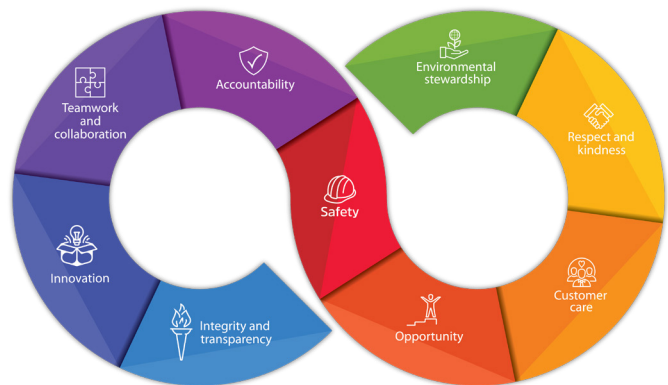 Accountability
Environmental
stewardship
Teamwork
and
collaboration
Respect and
kindness
Safety
Innovation
Customer
care
Integrity and
transparency
Opportunity